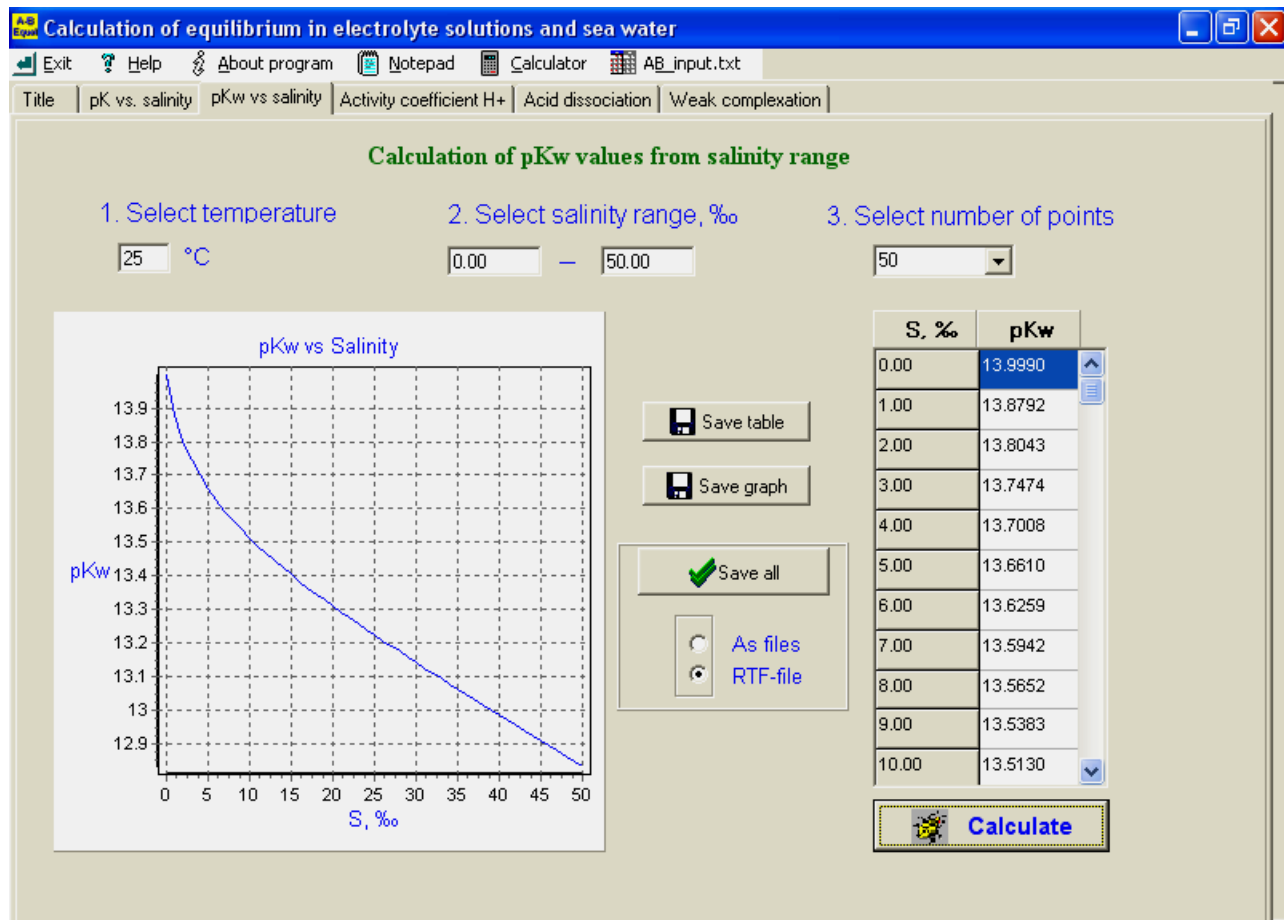 A-B Equal Calculation of equilibrium in electrolyte solutions and sea water
Exit Help About program Notepad Calculator AB_input.txt
Title pK vs. salinity pKw vs salinity Activity coefficient H+ Acid dissociation Weak complexation
Calculation of pKw values from salinity range
1. Select temperature
25 °C
2. Select salinity range, ‰
0.00 – 50.00
3. Select number of points
50
pKw vs Salinity
13.9
13.8
13.7
13.6
13.5
pKw 13.4
13.3
13.2
13.1
13
12.9
0 5 10 15 20 25 30 35 40 45 50
S, ‰
Save table
Save graph
Save all
As files
RTF-file
S, ‰ pKw
0.00 13.9990
1.00 13.8792
2.00 13.8043
3.00 13.7474
4.00 13.7008
5.00 13.6610
6.00 13.6259
7.00 13.5942
8.00 13.5652
9.00 13.5383
10.00 13.5130
Calculate